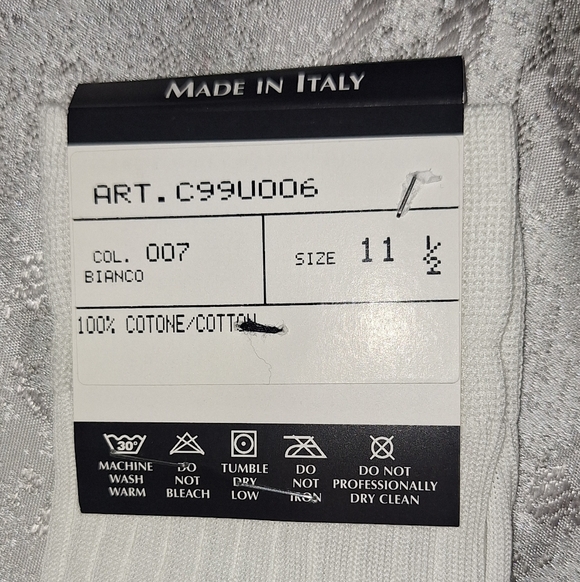 MADE IN ITALY
ART. C99U006
COL. 007
BIANCO
SIZE 11 ½
100% COTONE/COTTON
30°
MACHINE WASH WARM
DO NOT BLEACH
TUMBLE DRY LOW
DO NOT IRON
DO NOT PROFESSIONALLY DRY CLEAN